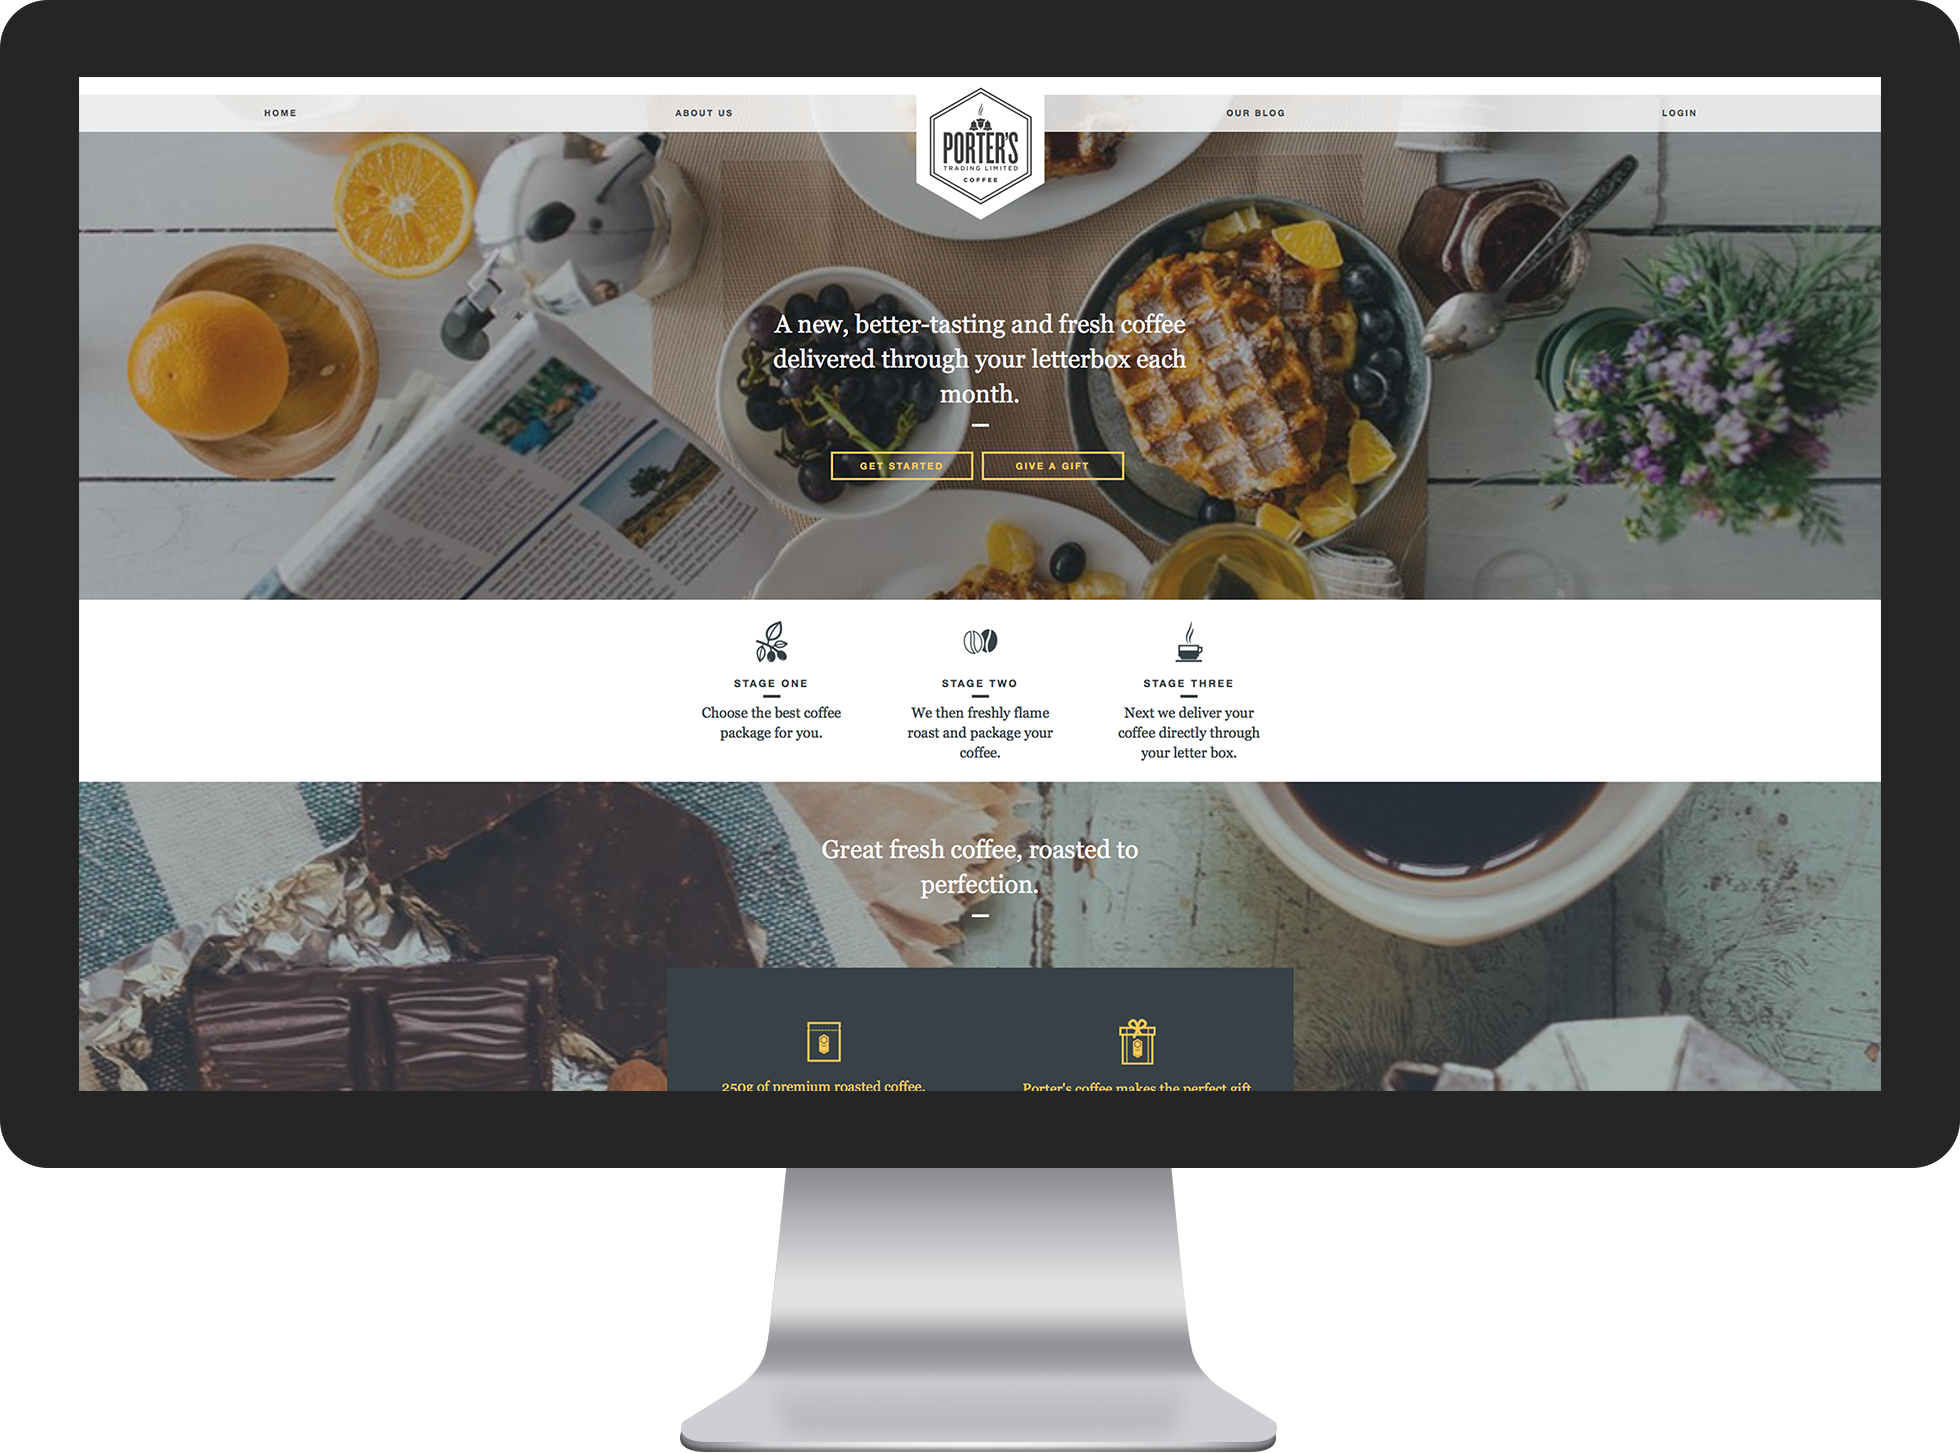 HOME
ABOUT US
PORTER'S
TRADING LIMITED
COFFEE
OUR BLOG
LOGIN
A new, better-tasting and fresh coffee
delivered through your letterbox each
month.
GET STARTED
GIVE A GIFT
STAGE ONE
Choose the best coffee
package for you.
STAGE TWO
We then freshly flame
roast and package your
coffee.
STAGE THREE
Next we deliver your
coffee directly through
your letter box.
Great fresh coffee, roasted to
perfection.
250g of premium roasted coffee,
Porter's coffee makes the perfect gift